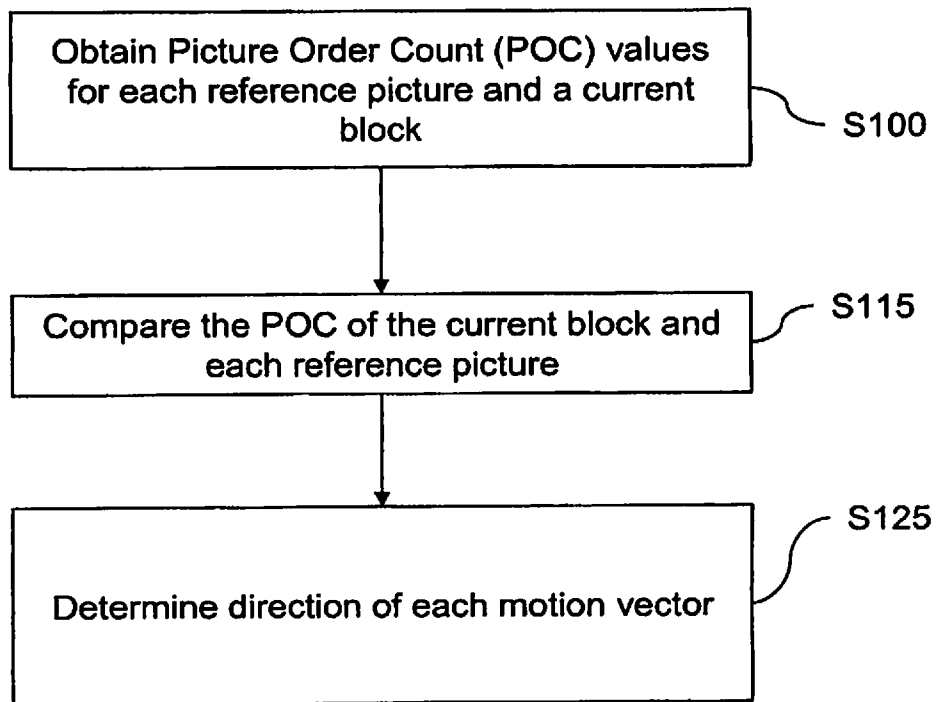 Obtain Picture Order Count (POC) values
for each reference picture and a current
block
S100
Compare the POC of the current block and
each reference picture
S115
Determine direction of each motion vector
S125